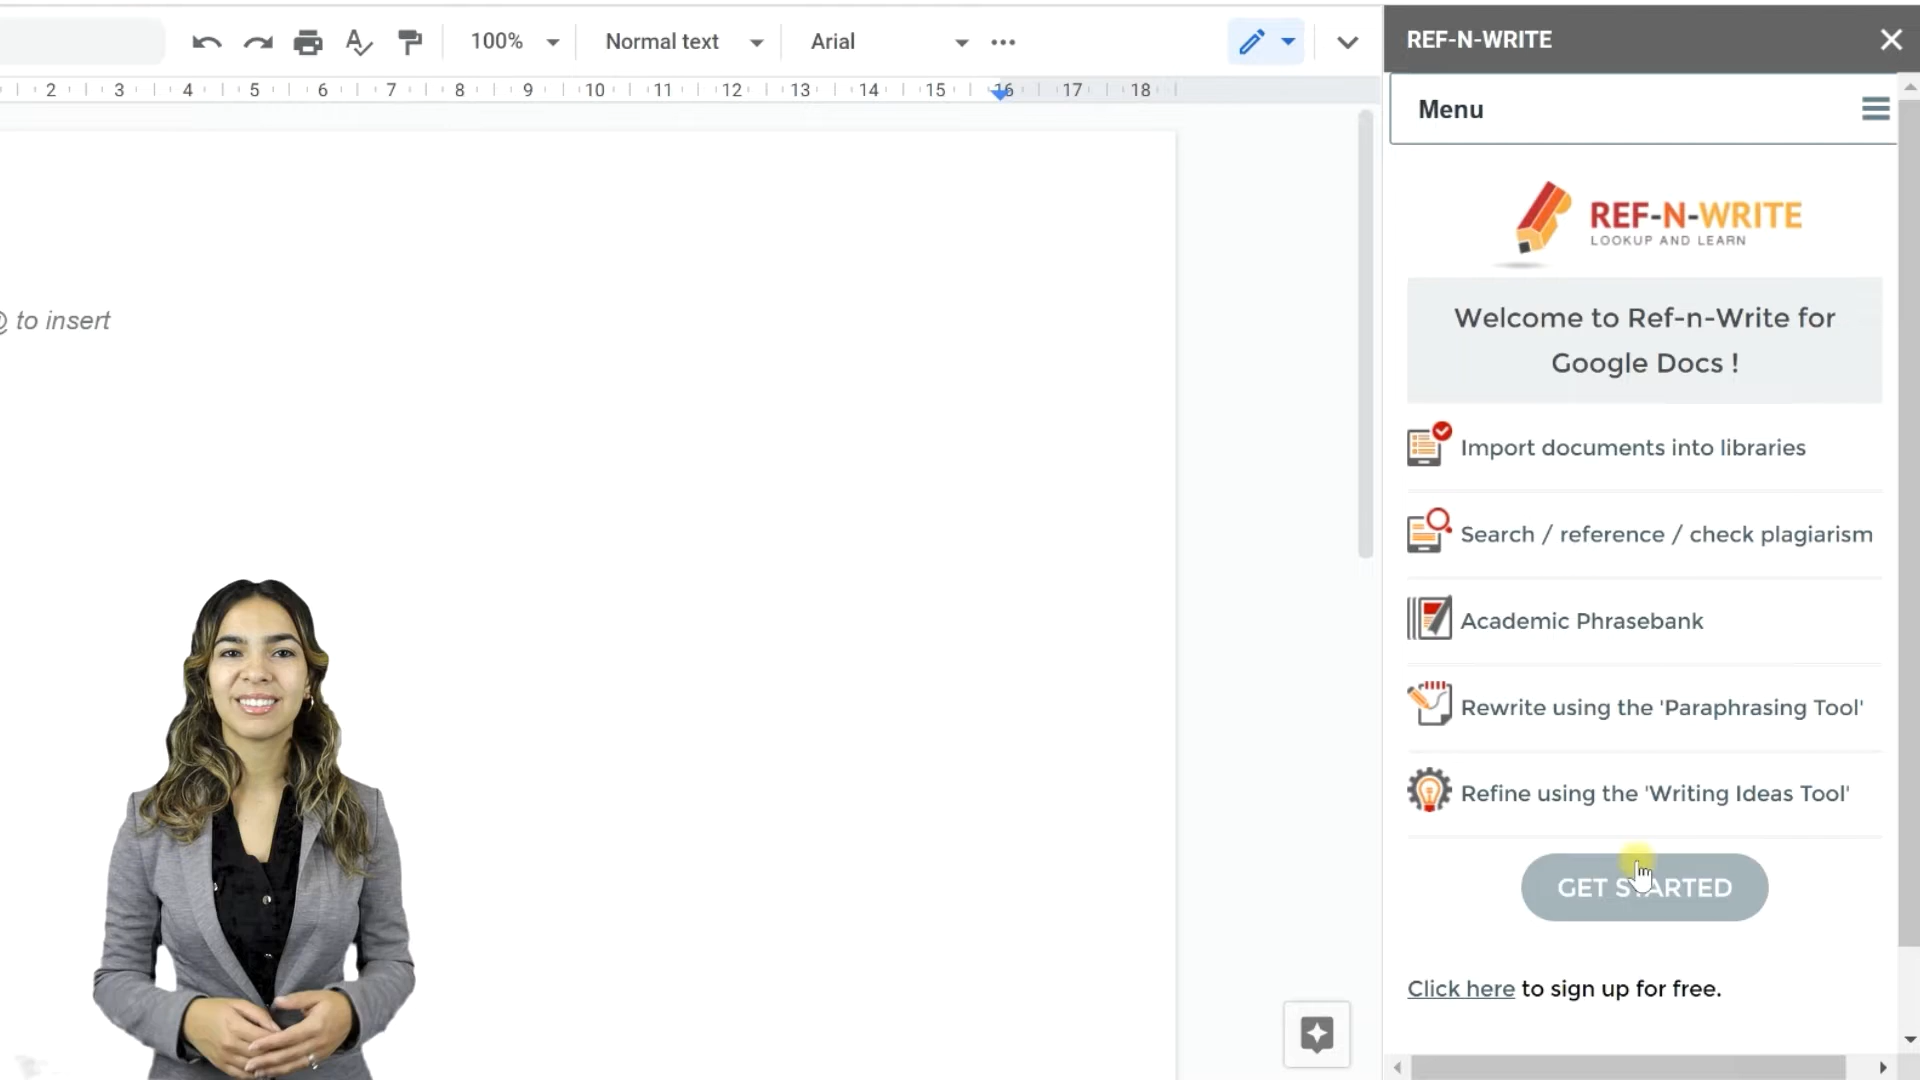 100%
Normal text
Arial
2 3 4 5 6 7 8 9 10 11 12 13 14 15 16 17 18
@ to insert
REF-N-WRITE
Menu
REF-N-WRITE
LOOKUP AND LEARN
Welcome to Ref-n-Write for
Google Docs !
Import documents into libraries
Search / reference / check plagiarism
Academic Phrasebank
Rewrite using the 'Paraphrasing Tool'
Refine using the 'Writing Ideas Tool'
GET STARTED
Click here to sign up for free.